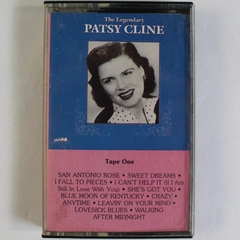 The Legendary
PATSY CLINE
Tape One
SAN ANTONIO ROSE • SWEET DREAMS •
I FALL TO PIECES • I CAN'T HELP IT (If I Am
Still In Love With You) • SHE'S GOT YOU •
BLUE MOON OF KENTUCKY • CRAZY •
ANYTIME • LEAVIN' ON YOUR MIND •
LOVESICK BLUES • WALKING
AFTER MIDNIGHT